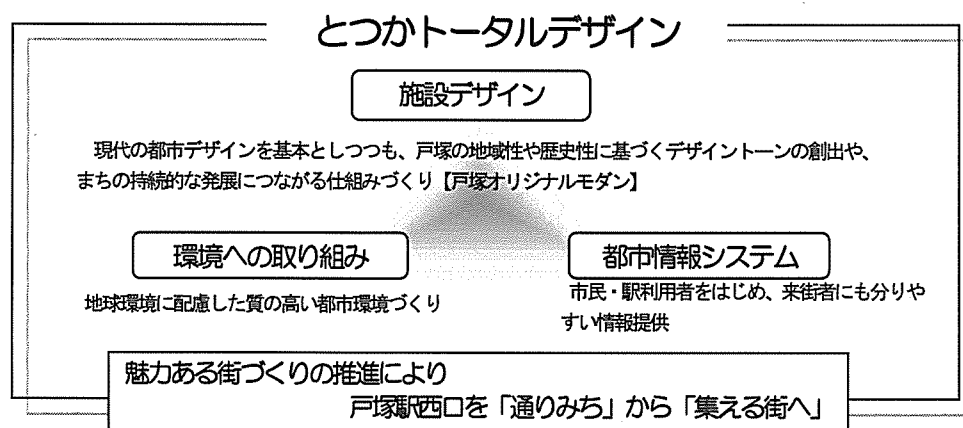 とつかトータルデザイン
施設デザイン
現代の都市デザインを基本としつつも、戸塚の地域性や歴史性に基づくデザイントーンの創出や、
まちの持続的な発展につながる仕組みづくり【戸塚オリジナルモダン】
環境への取り組み
地球環境に配慮した質の高い都市環境づくり
都市情報システム
市民・駅利用者をはじめ、来街者にも分りや
すい情報提供
魅力ある街づくりの推進により
戸塚駅西口を「通りみち」から「集える街へ」